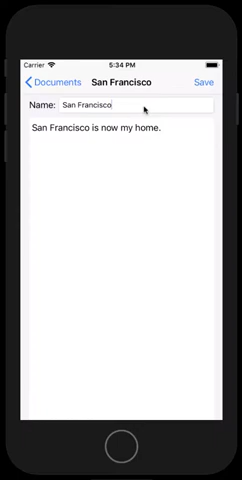 Carrier 5:34 PM
Documents San Francisco Save
Name: San Francisco
San Francisco is now my home.